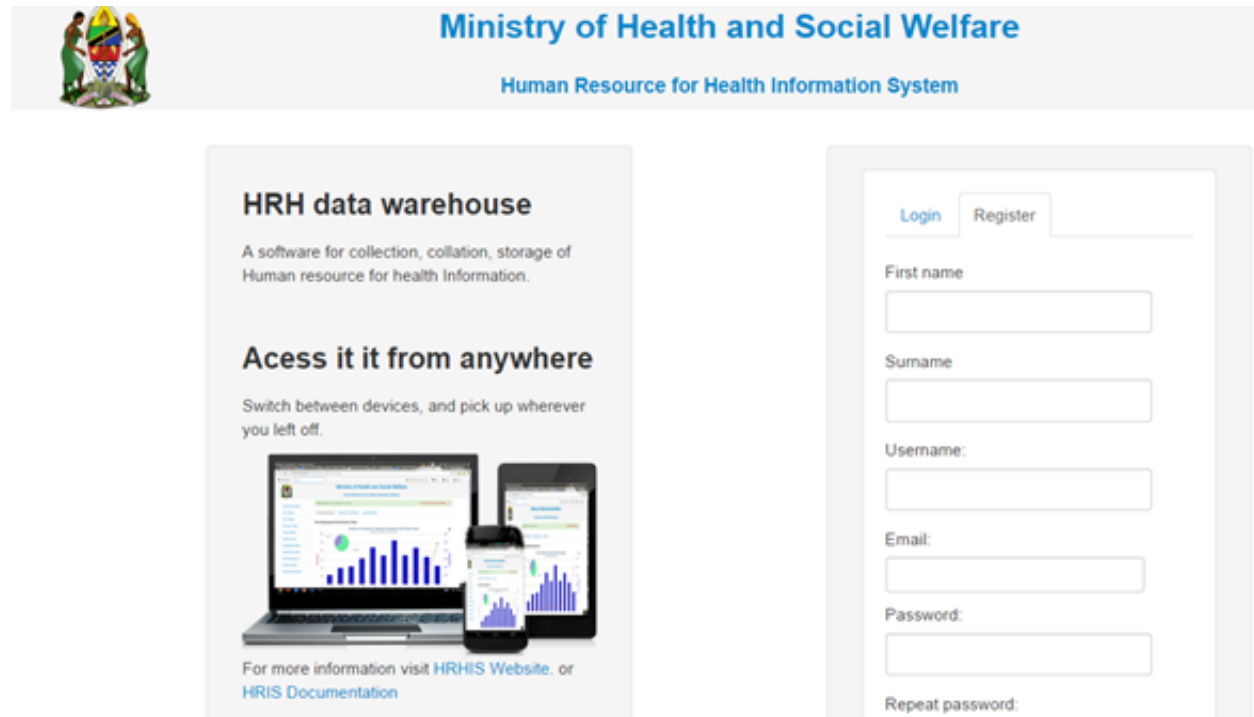 Ministry of Health and Social Welfare
Human Resource for Health Information System
HRH data warehouse
A software for collection, collation, storage of
Human resource for health Information.
Acess it it from anywhere
Switch between devices, and pick up wherever
you left off.
For more information visit HRHIS Website. or
HRIS Documentation
Login Register
First name
Surname
Username:
Email:
Password:
Repeat password: